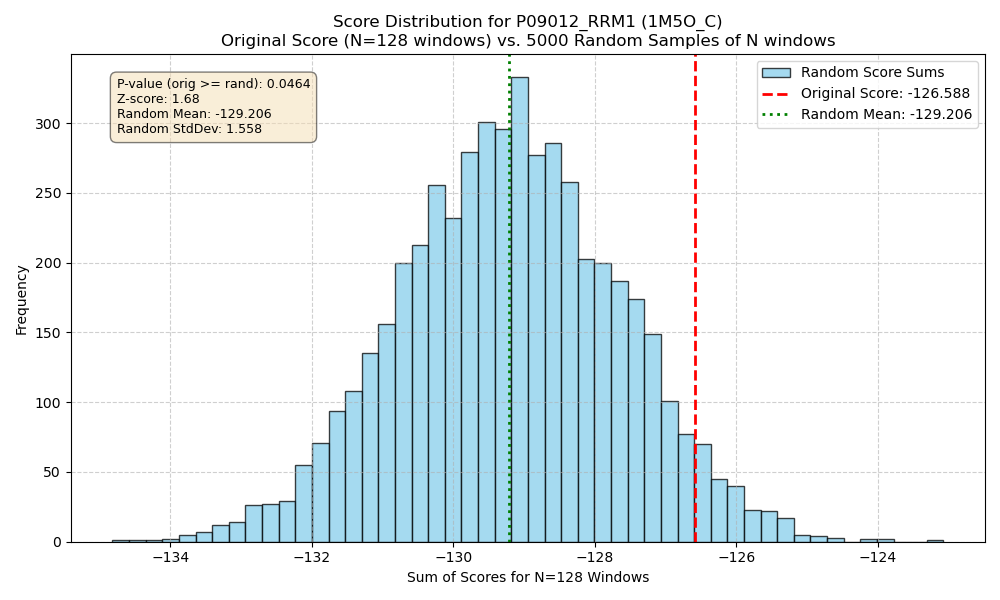 Score Distribution for P09012_RRM1 (1M5O_C)
Original Score (N=128 windows) vs. 5000 Random Samples of N windows
P-value (orig >= rand): 0.0464
Z-score: 1.68
Random Mean: -129.206
Random StdDev: 1.558
Random Score Sums
Original Score: -126.588
Random Mean: -129.206
Frequency
300
250
200
150
100
50
0
−134
−132
−130
−128
−126
−124
Sum of Scores for N=128 Windows